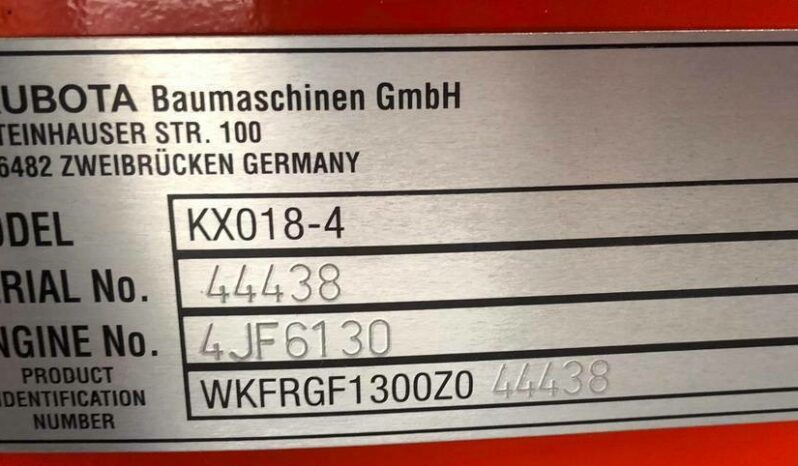 UBOTA Baumaschinen GmbH
TEINHAUSER STR. 100
6482 ZWEIBRÜCKEN GERMANY
ODEL KX018-4
ERIAL No. 44438
NGINE No. 4JF6130
PRODUCT
DENTIFICATION
NUMBER
WKFRGF1300Z0 44438